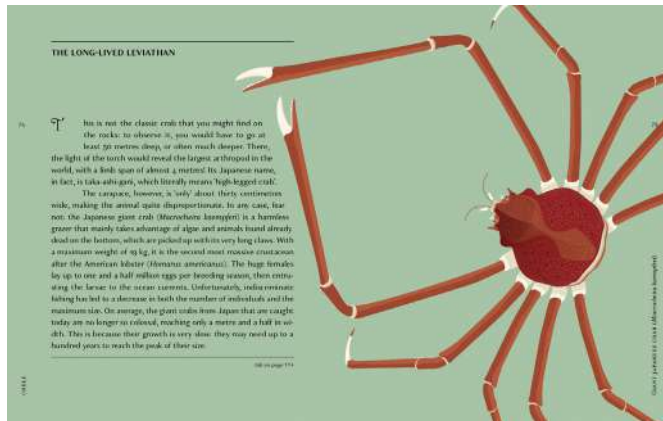 THE LONG-LIVED LEVIATHAN
74
This is not the classic crab that you might find on
the rocks: to observe it, you would have to go at
least 50 metres deep, or often much deeper. There,
the light of the torch would reveal the largest arthropod in the
world, with a limb span of almost 4 metres! Its Japanese name,
in fact, is taka-ashi-gani, which literally means 'high-legged crab'.
The carapace, however, is 'only' about thirty centimetres
wide, making the animal quite disproportionate. In any case, fear
not: the Japanese giant crab (Macrocheira kaempferi) is a harmless
grazer that mainly takes advantage of algae and animals found already
dead on the bottom, which are picked up with its very long claws. With
a maximum weight of 19 kg, it is the second most massive crustacean
after the American lobster (Homarus americanus). The huge females
lay up to one and a half million eggs per breeding season, then entru-
sting the larvae to the ocean currents. Unfortunately, indiscriminate
fishing has led to a decrease in both the number of individuals and the
maximum size. On average, the giant crabs from Japan that are caught
today are no longer so colossal, reaching only a metre and a half in wi-
dth. This is because their growth is very slow: they may need up to a
hundred years to reach the peak of their size.
on page
75
GIANT JAPANESE CRAB (Macrocheira kaempferi)